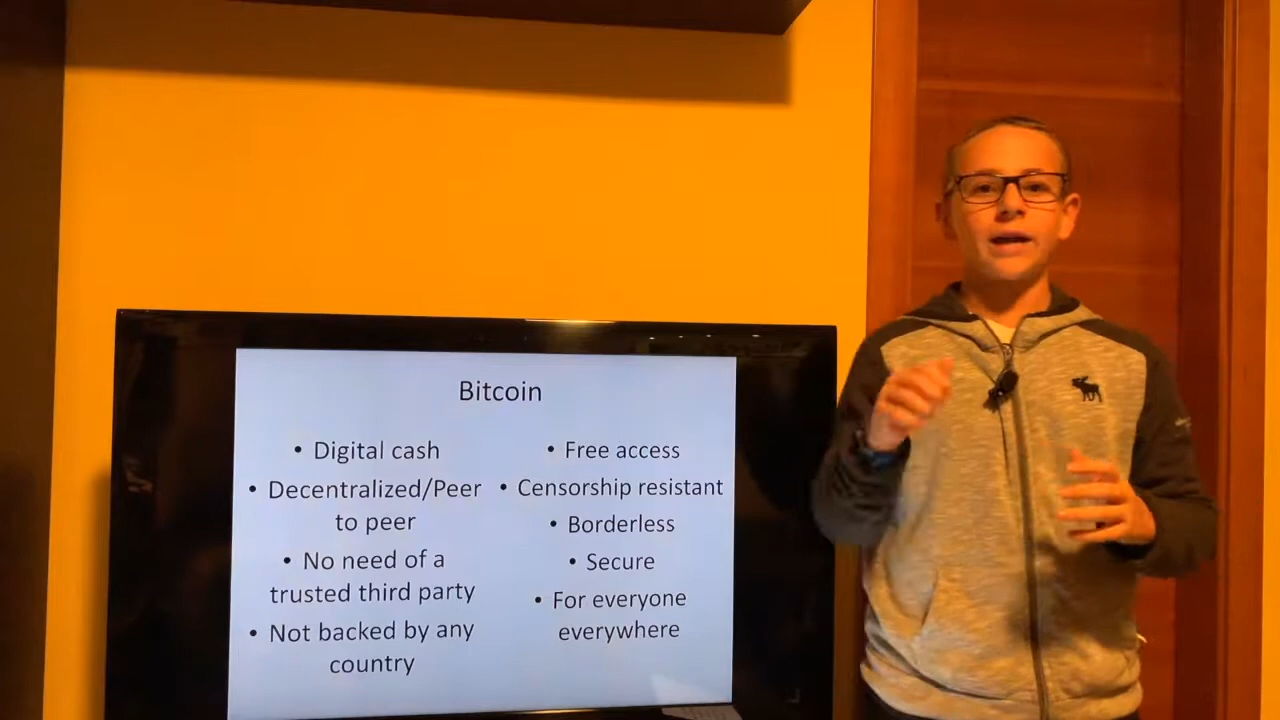 Bitcoin
• Digital cash
• Decentralized/Peer
to peer
• No need of a
trusted third party
• Not backed by any
country
• Free access
• Censorship resistant
• Borderless
• Secure
• For everyone
everywhere